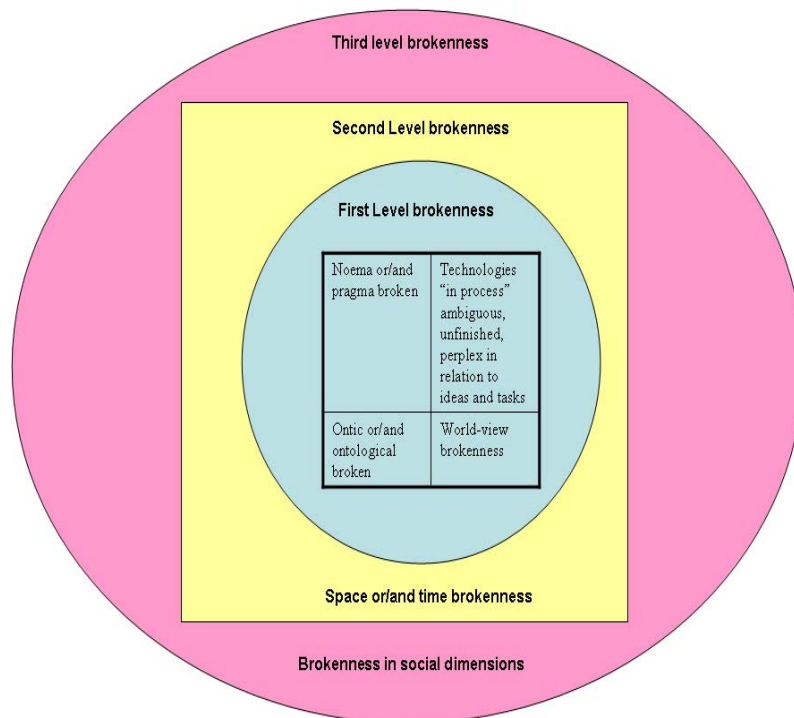 Third level brokenness
Second Level brokenness
First Level brokenness
Noema or/and
pragma broken
Technologies
“in process”
ambiguous,
unfinished,
perplex in
relation to
ideas and tasks
Ontic or/and
ontological
broken
World-view
brokenness
Space or/and time brokenness
Brokenness in social dimensions